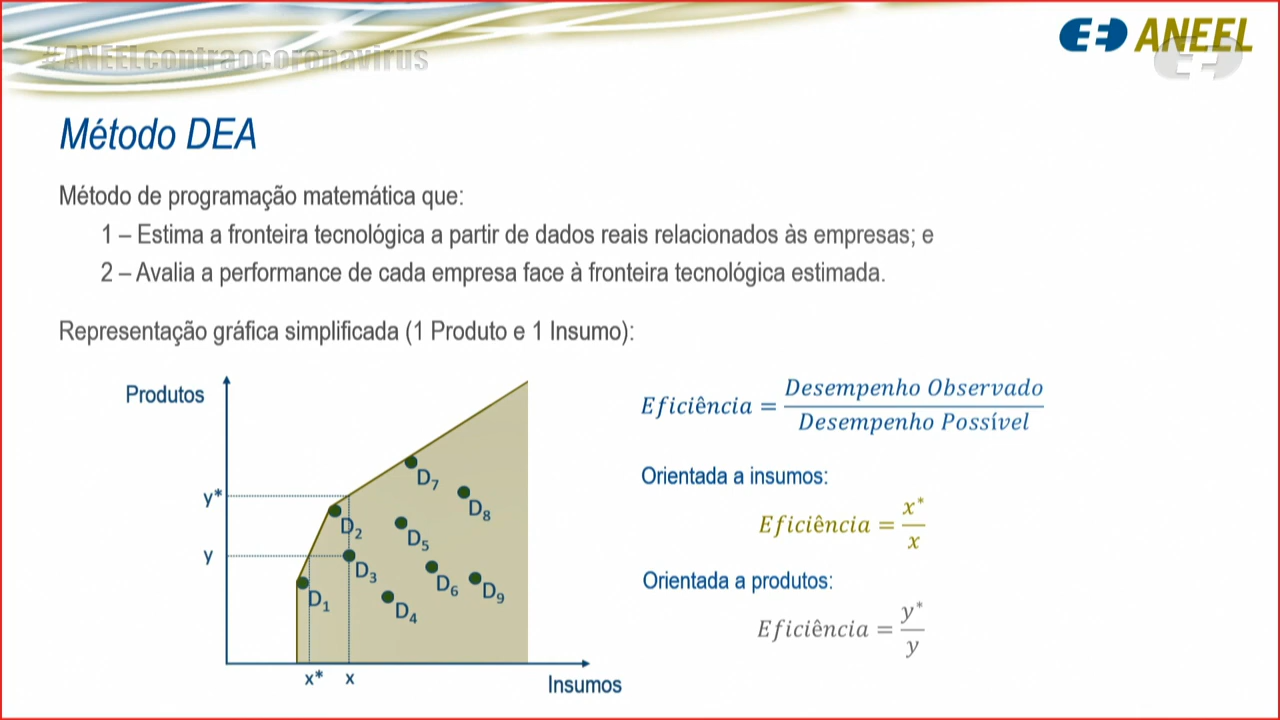 #ANEELcontraocoronavirus
ANEEL
Método DEA
Método de programação matemática que:
1 – Estima a fronteira tecnológica a partir de dados reais relacionados às empresas; e
2 – Avalia a performance de cada empresa face à fronteira tecnológica estimada.
Representação gráfica simplificada (1 Produto e 1 Insumo):
Produtos
y*
y
D₁
D₂
D₃
D₄
D₅
D₆
D₇
D₈
D₉
x* x
Insumos
Eficiência = Desempenho Observado / Desempenho Possível
Orientada a insumos:
Eficiência = x* / x
Orientada a produtos:
Eficiência = y* / y